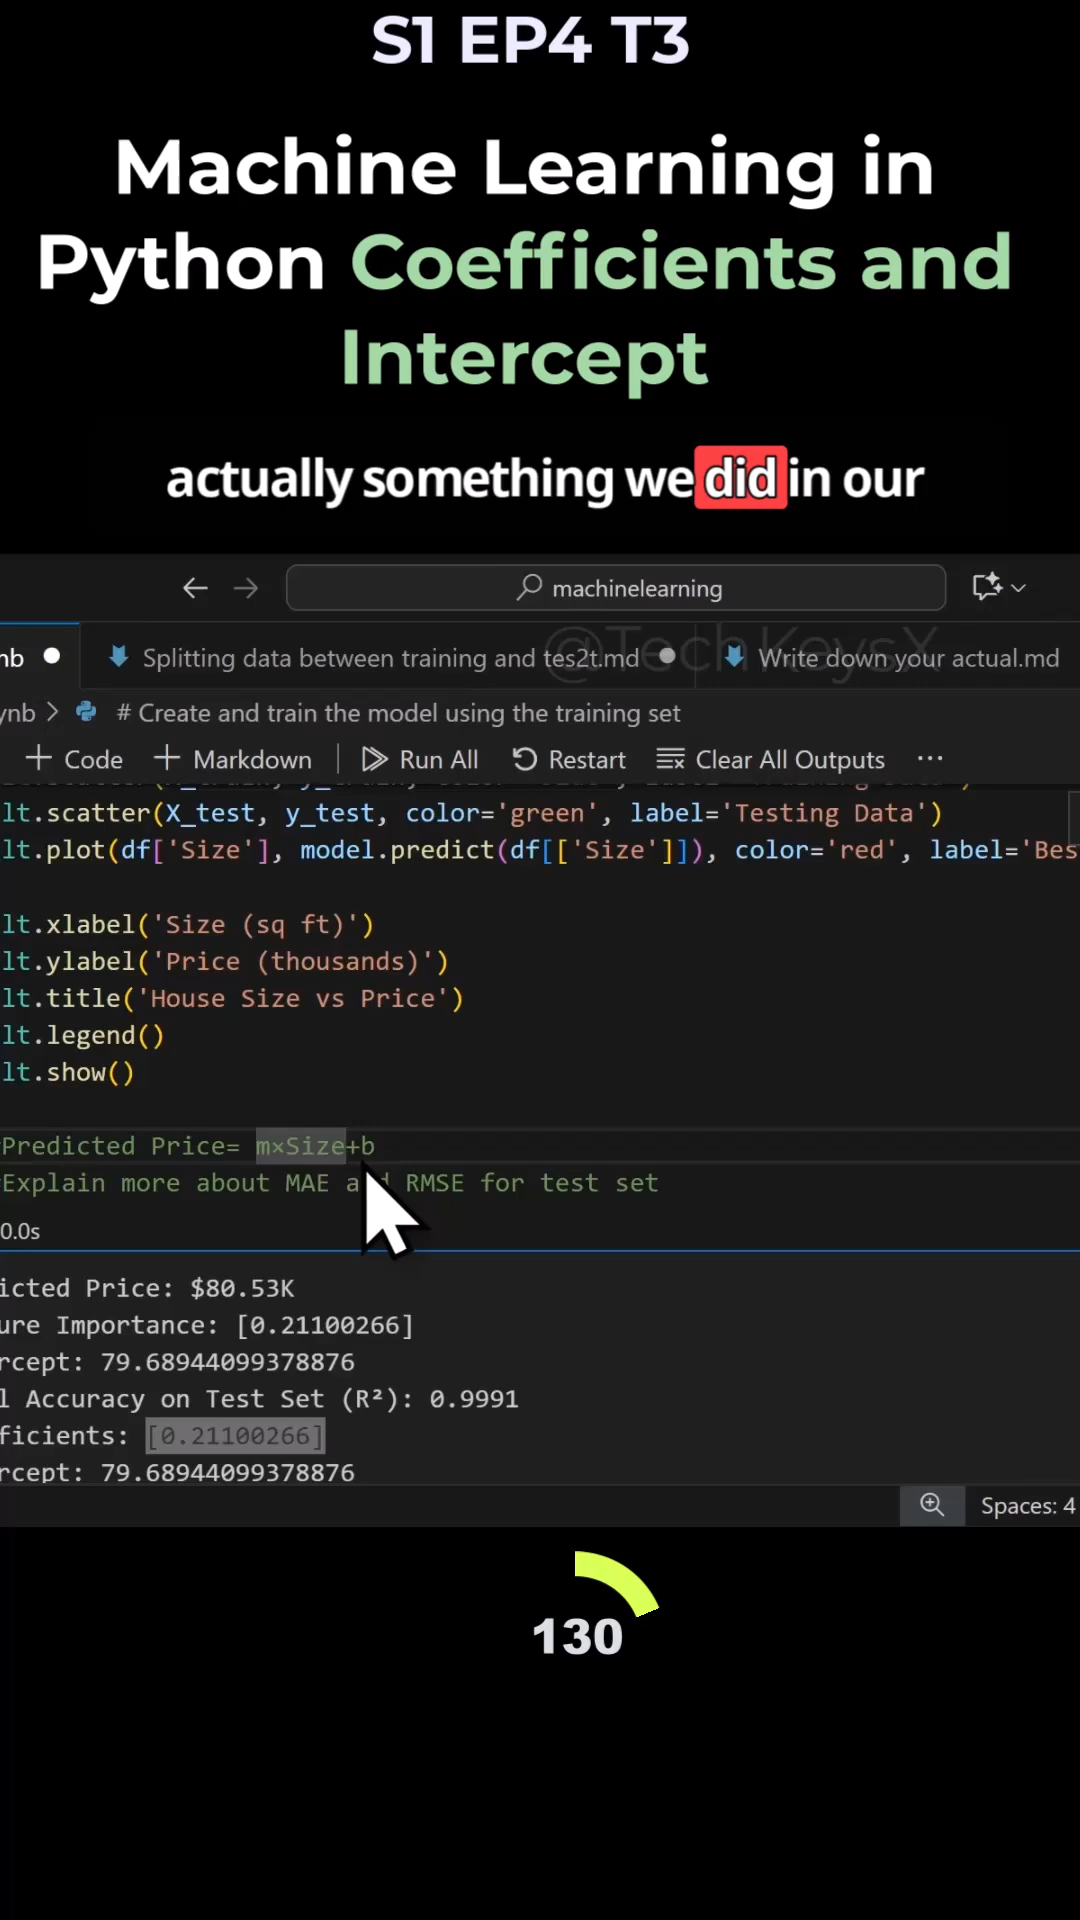 S1 EP4 T3
Machine Learning in
Python Coefficients and
Intercept
actually something we did in our
machinelearning
@TechKeysX
nb
Splitting data between training and tes2t.md
Write down your actual.md
ynb > # Create and train the model using the training set
+ Code + Markdown | Run All Restart Clear All Outputs ...
lt.scatter(X_test, y_test, color='green', label='Testing Data')
lt.plot(df['Size'], model.predict(df[['Size']]), color='red', label='Bes
lt.xlabel('Size (sq ft)')
lt.ylabel('Price (thousands)')
lt.title('House Size vs Price')
lt.legend()
lt.show()
Predicted Price= m×Size+b
Explain more about MAE and RMSE for test set
0.0s
icted Price: $80.53K
ure Importance: [0.21100266]
rcept: 79.68944099378876
l Accuracy on Test Set (R²): 0.9991
ficients: [0.21100266]
rcept: 79.68944099378876
Spaces: 4
130